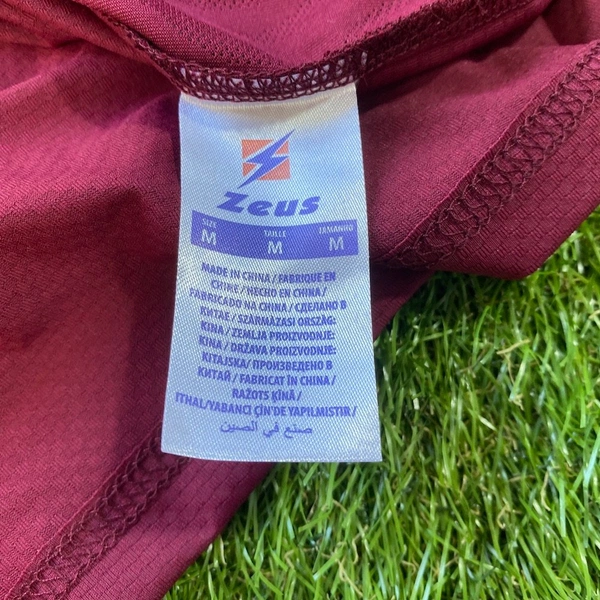 Zeus
SIZE TAILLE TAMANHO
M M M
MADE IN CHINA / FABRIQUE EN
CHINE / HECHO EN CHINA /
FABRICADO NA CHINA / СДЕЛАНО В
КИТАЕ / SZÁRMAZÁSI ORSZÁG:
KINA / ZEMLJA PROIZVODNJE:
KINA / DRŽAVA PROIZVODNJE:
KITAJSKA / ПРОИЗВЕДЕНО В
КИТАЙ / FABRICAT ÎN CHINA /
RAŽOTS ĶĪNĀ /
ITHAL/YABANCI ÇİN'DE YAPILMISTIR /
صنع في الصين